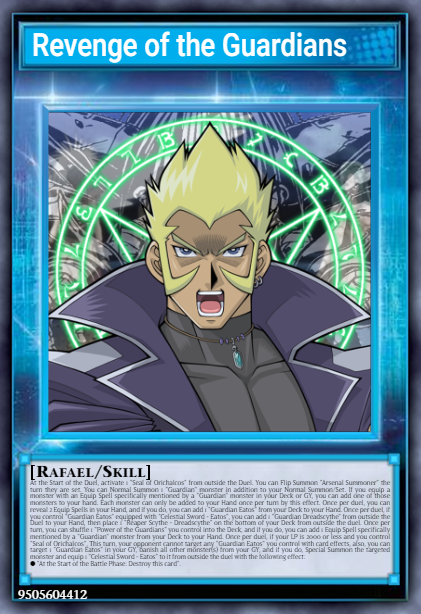 Revenge of the Guardians
[Rafael/Skill]
At the Start of the Duel, activate 1 "Seal of Orichalcos" from outside the Duel. You can Flip Summon "Arsenal Summoner" the
turn they are set. You can Normal Summon 1 "Guardian" monster in addition to your Normal Summon/Set. If you equip a
monster with an Equip Spell specifically mentioned by a "Guardian" monster in your Deck or GY, you can add one of those
monsters to your hand. Each monster can only be added to your Hand once per turn by this effect. Once per duel, you can
reveal 2 Equip Spells in your Hand, and if you do, you can add 1 "Guardian Eatos" from your Deck to your Hand. Once per duel, if
you control "Guardian Eatos" equipped with "Celestial Sword - Eatos", you can add 1 "Guardian Dreadscythe" from outside the
Duel to your Hand, then place 1 "Reaper Scythe - Dreadscythe" on the bottom of your Deck from outside the duel. Once per
turn, you can shuffle 1 "Power of the Guardians" you control into the Deck, and if you do, you can add 1 Equip Spell specifically
mentioned by a "Guardian" monster from your Deck to your Hand. Once per duel, if your LP is 2000 or less and you control
"Seal of Orichalcos". This turn, your opponent cannot target any "Guardian Eatos" you control with card effects, also, you can
target 1 "Guardian Eatos" in your GY, banish all other monster(s) from your GY, and if you do, Special Summon the targeted
monster and equip 1 "Celestial Sword - Eatos" to it from outside the duel with the following effect.
● "At the Start of the Battle Phase: Destroy this card".
9505604412